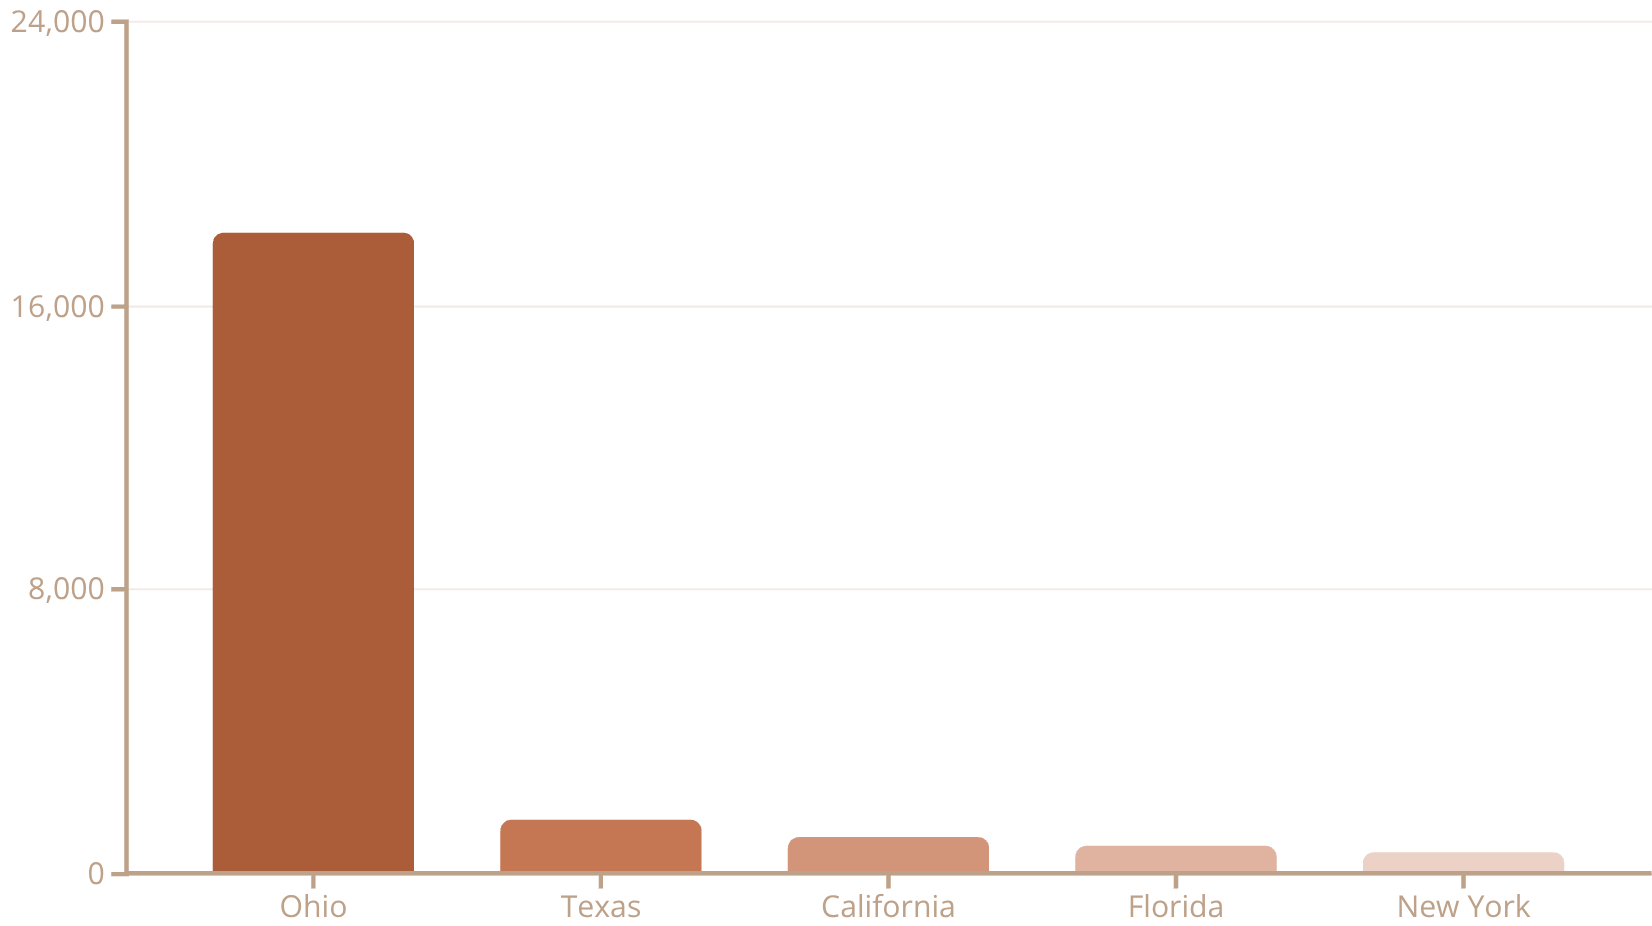 24,000
16,000
8,000
0
Ohio
Texas
California
Florida
New York